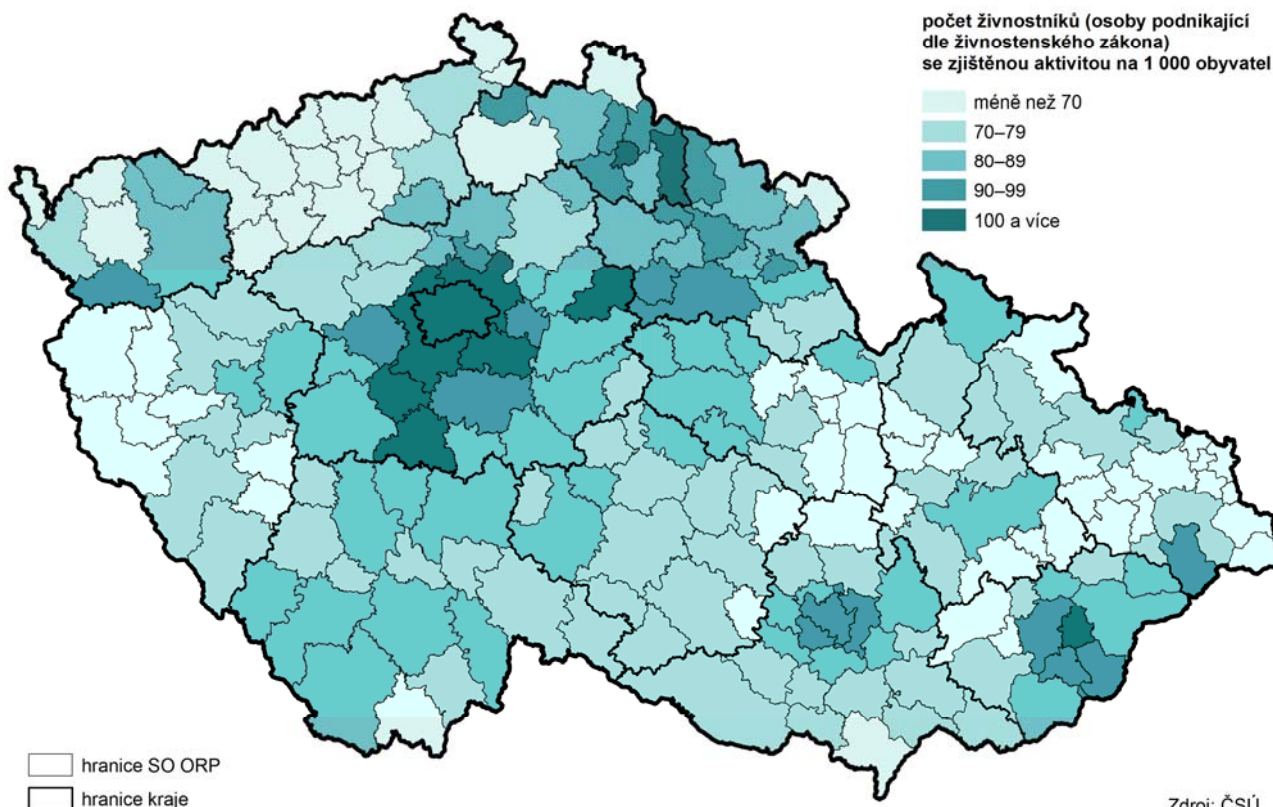 počet živnostníků (osoby podnikající
dle živnostenského zákona)
se zjištěnou aktivitou na 1 000 obyvatel
méně než 70
70–79
80–89
90–99
100 a více
hranice SO ORP
hranice kraje
Zdroj: ČSÚ